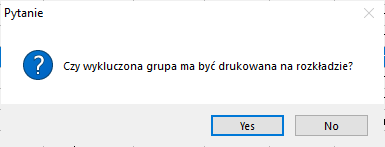 Pytanie
Czy wykluczona grupa ma być drukowana na rozkładzie?
Yes No